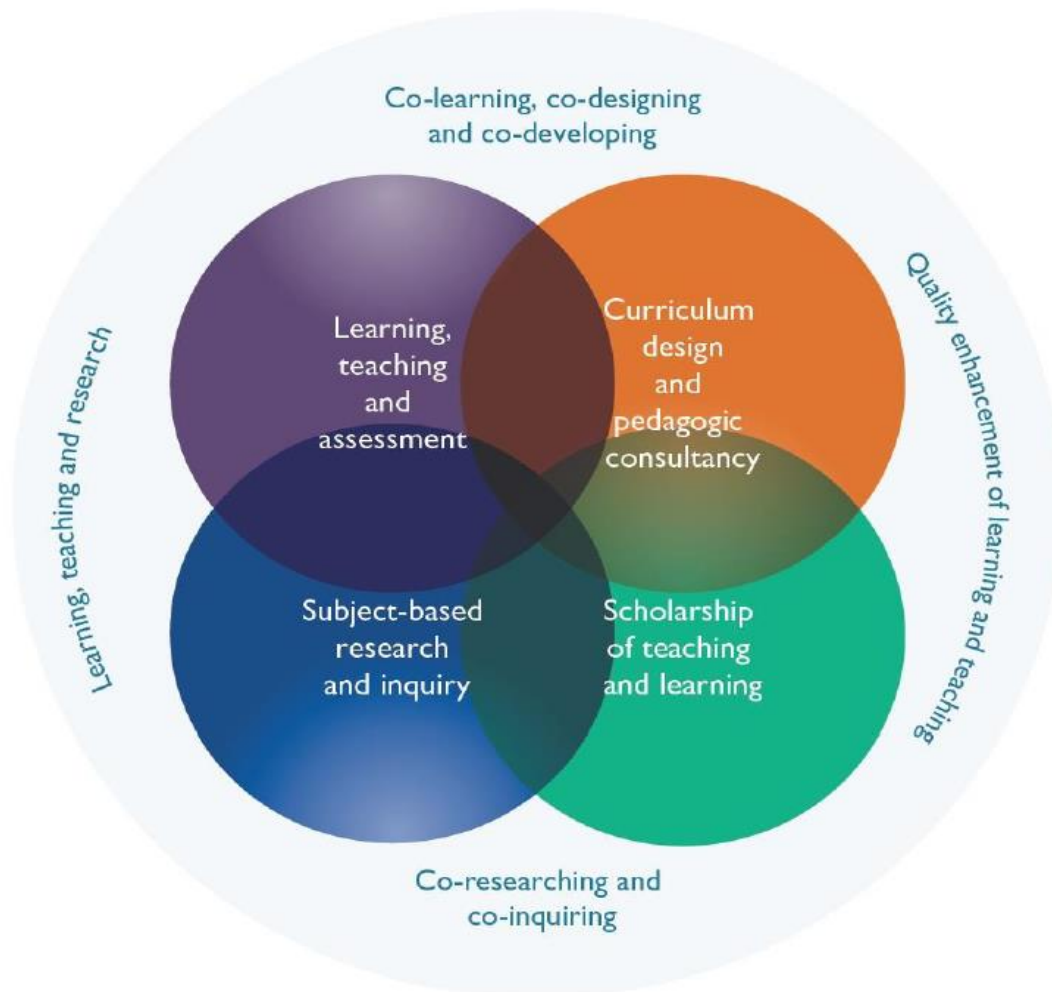 Co-learning, co-designing
and co-developing
Learning, teaching and research
Learning,
teaching
and
assessment
Curriculum
design
and
pedagogic
consultancy
Quality enhancement of learning and teaching
Subject-based
research
and inquiry
Scholarship
of teaching
and learning
Co-researching and
co-inquiring